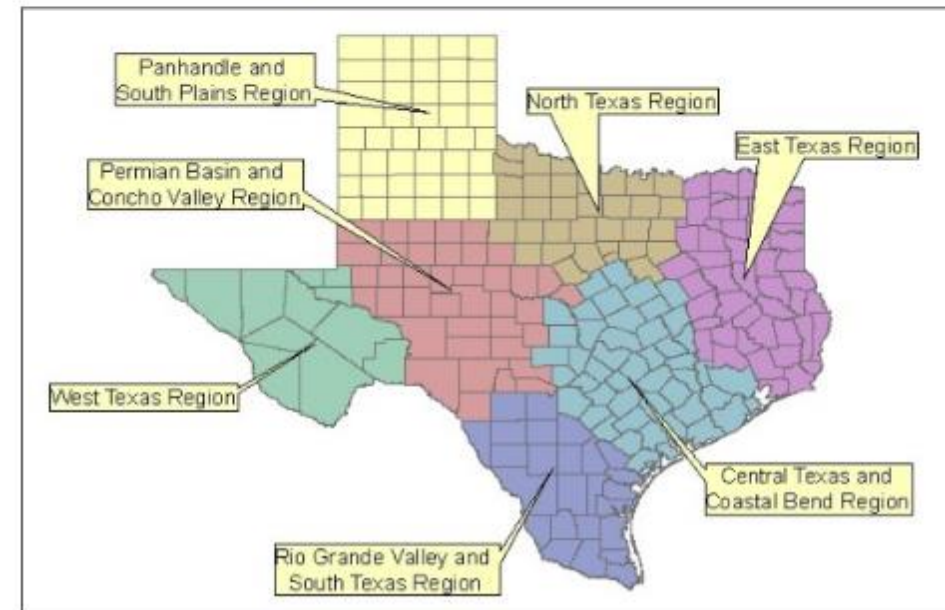 Panhandle and
South Plains Region
North Texas Region
East Texas Region
Permian Basin and
Concho Valley Region
West Texas Region
Central Texas and
Coastal Bend Region
Rio Grande Valley and
South Texas Region